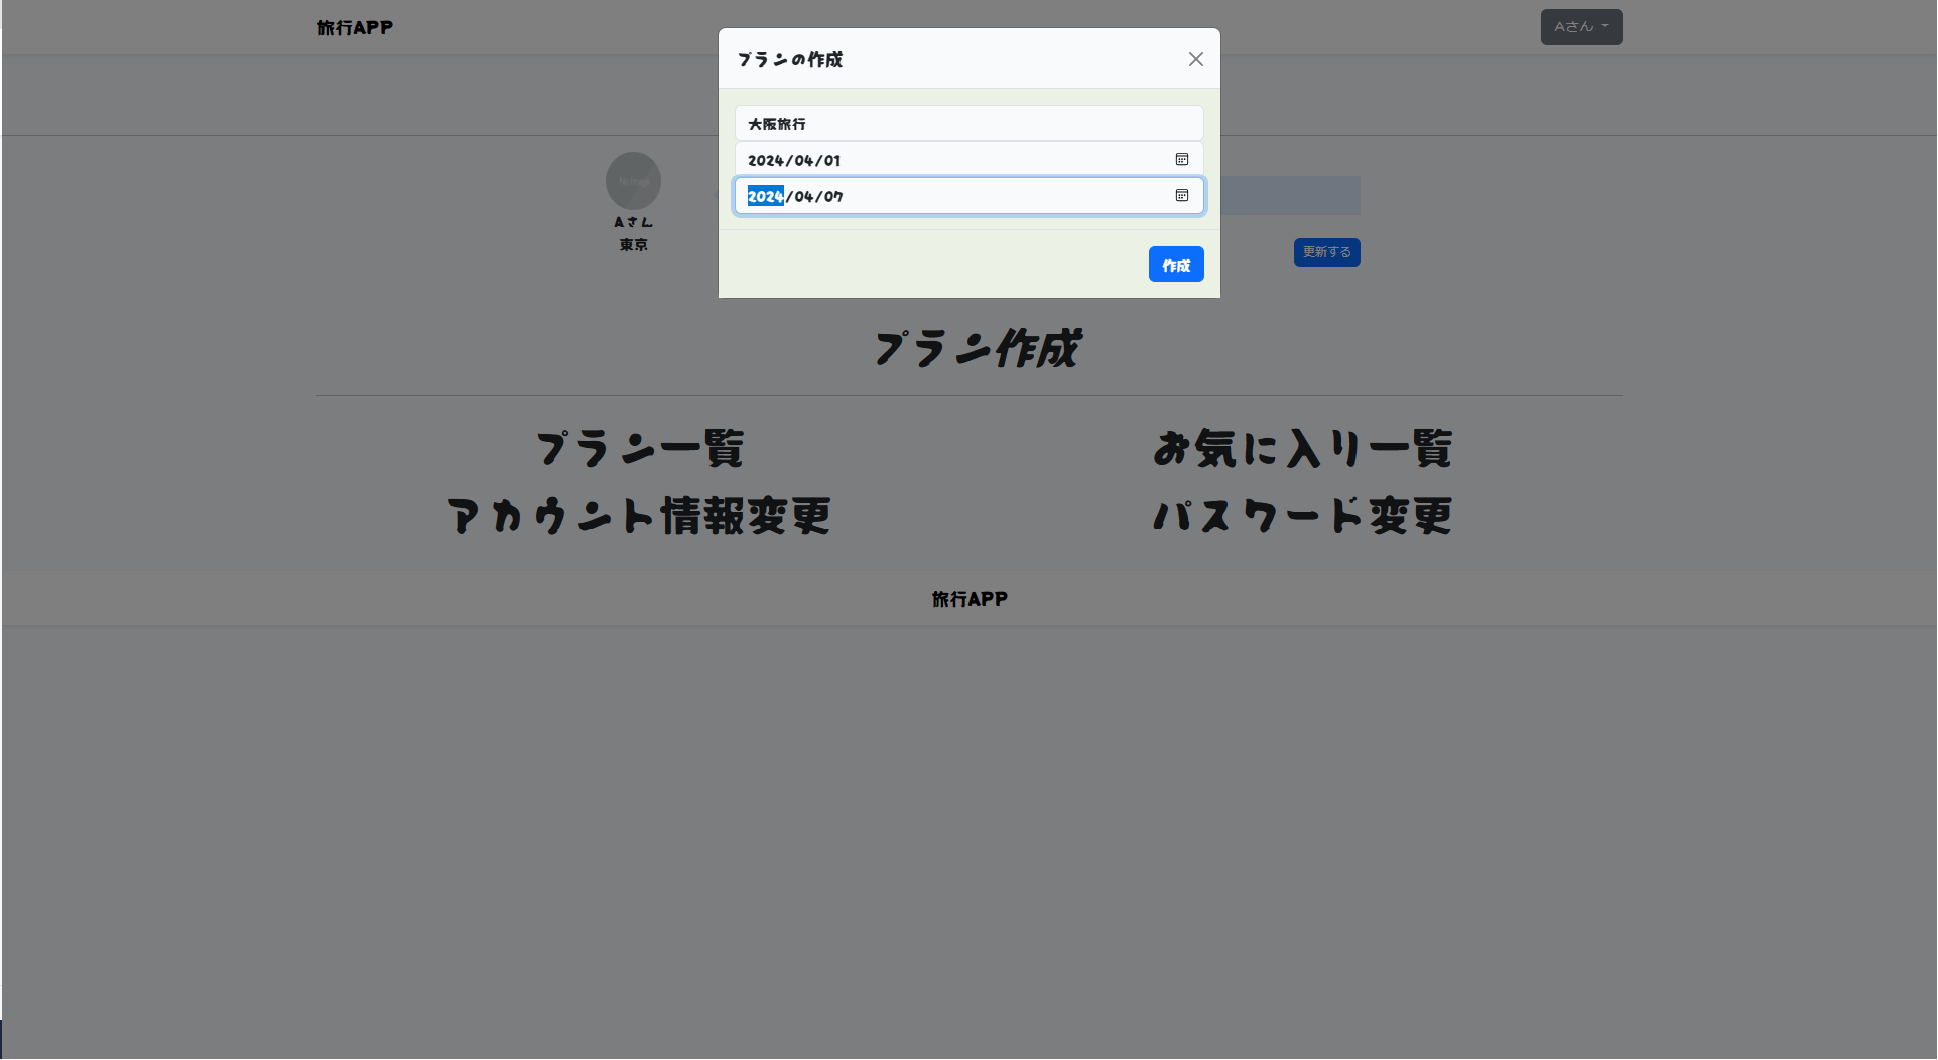 旅行APP
Aさん
プランの作成
大阪旅行
2024/04/01
2024/04/07
作成
No Image
Aさん
東京
更新する
プラン作成
プラン一覧
お気に入り一覧
アカウント情報変更
パスワード変更
旅行APP